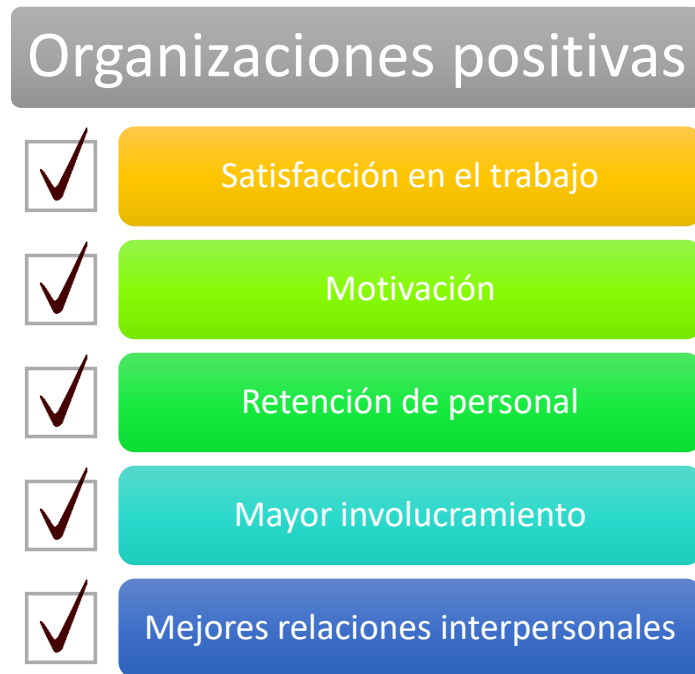 Organizaciones positivas
Satisfacción en el trabajo
Motivación
Retención de personal
Mayor involucramiento
Mejores relaciones interpersonales